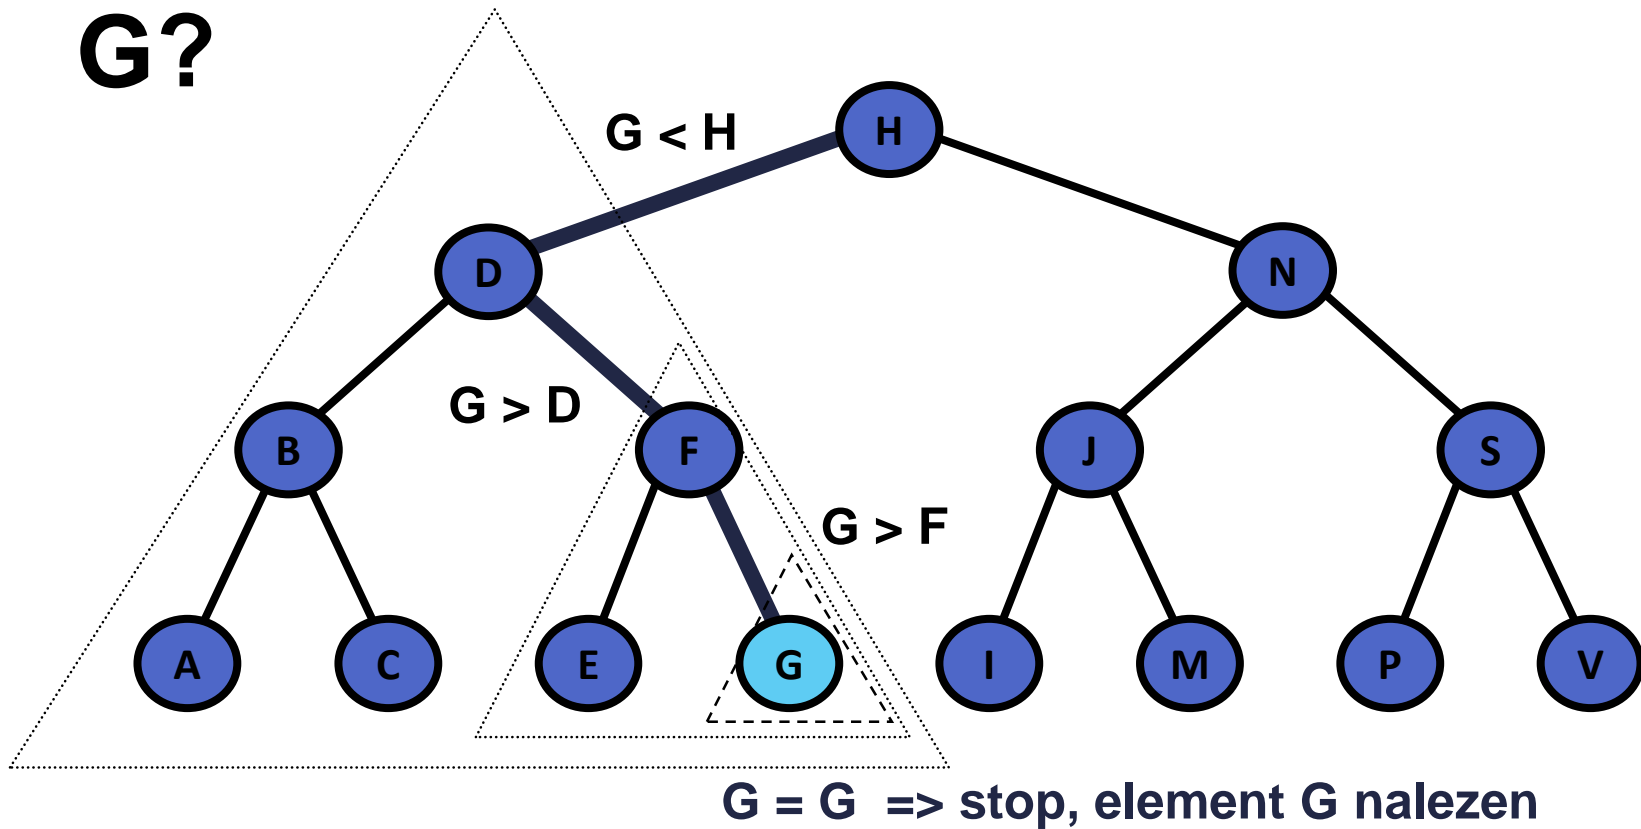 G?
G < H
H
D
N
G > D
B
F
J
S
G > F
A
C
E
G
I
M
P
V
G = G => stop, element G nalezen